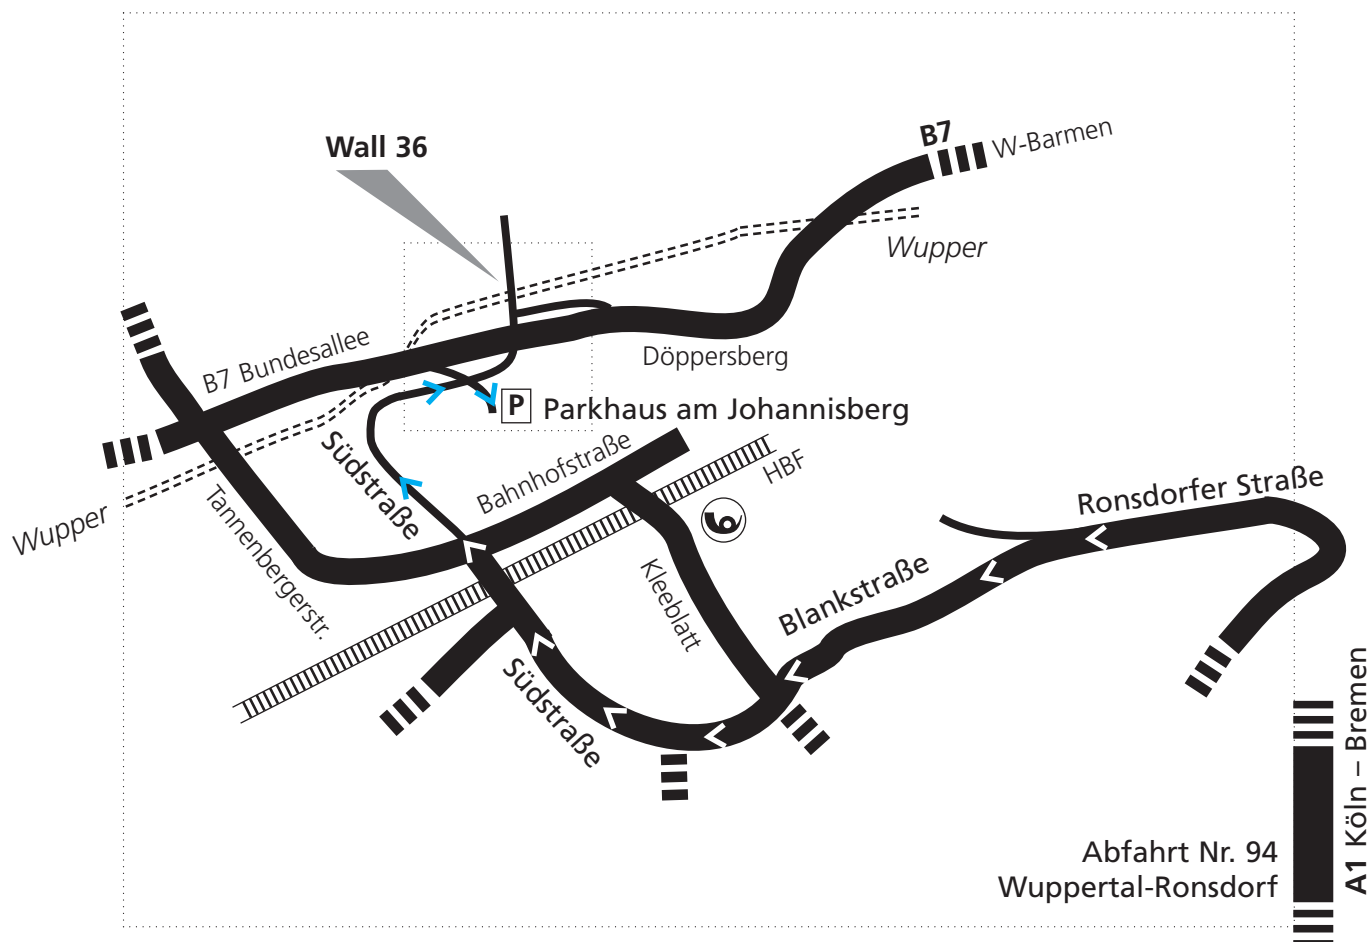 B7
W-Barmen
Wall 36
Wupper
B7 Bundesallee
Döppersberg
P
Parkhaus am Johannisberg
Südstraße
Bahnhofstraße
HBF
Ronsdorfer Straße
Wupper
Tannenbergerstr.
Kleeblatt
Blankstraße
Südstraße
A1 Köln – Bremen
Abfahrt Nr. 94
Wuppertal-Ronsdorf